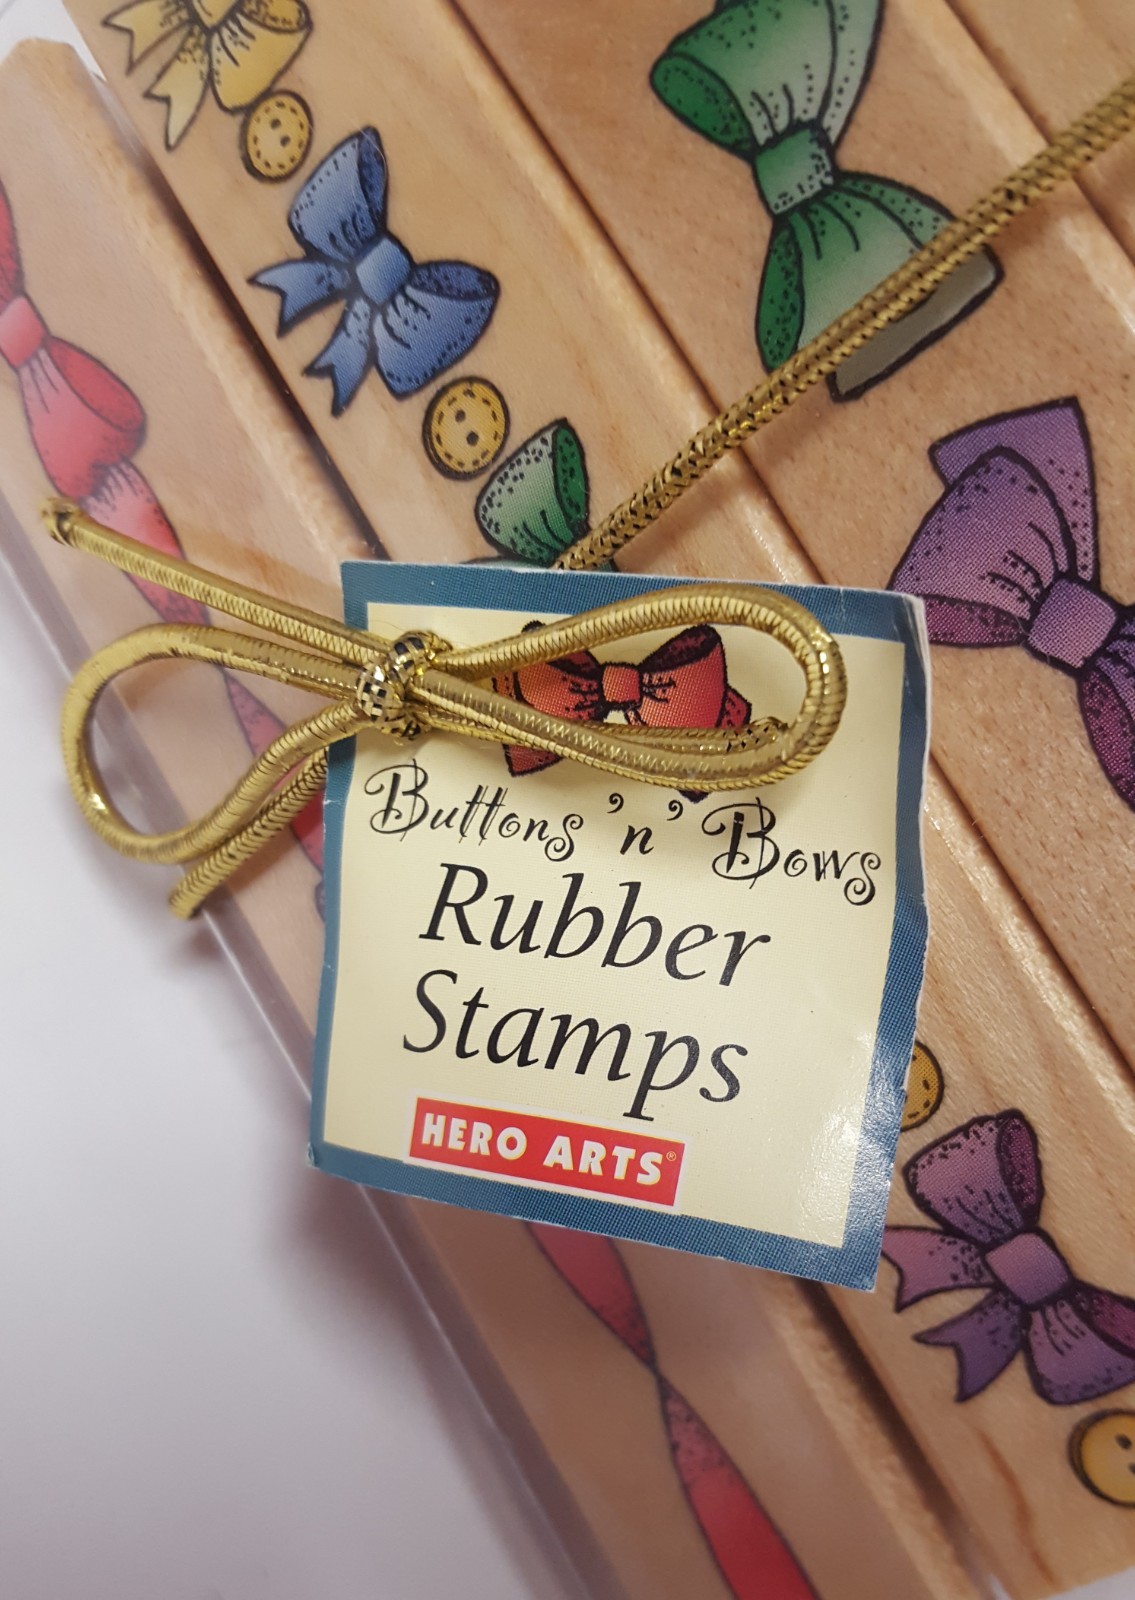 Buttons 'n' Bows
Rubber
Stamps
HERO ARTS®